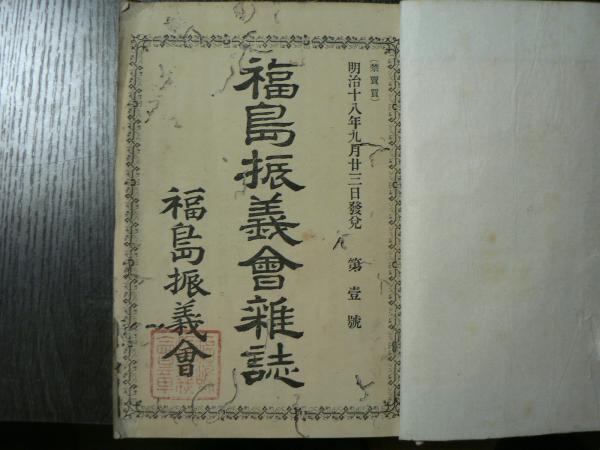 （禁賣買）
明治十八年九月廿三日發兌 第壹號
福島振義會雜誌
福島振義會